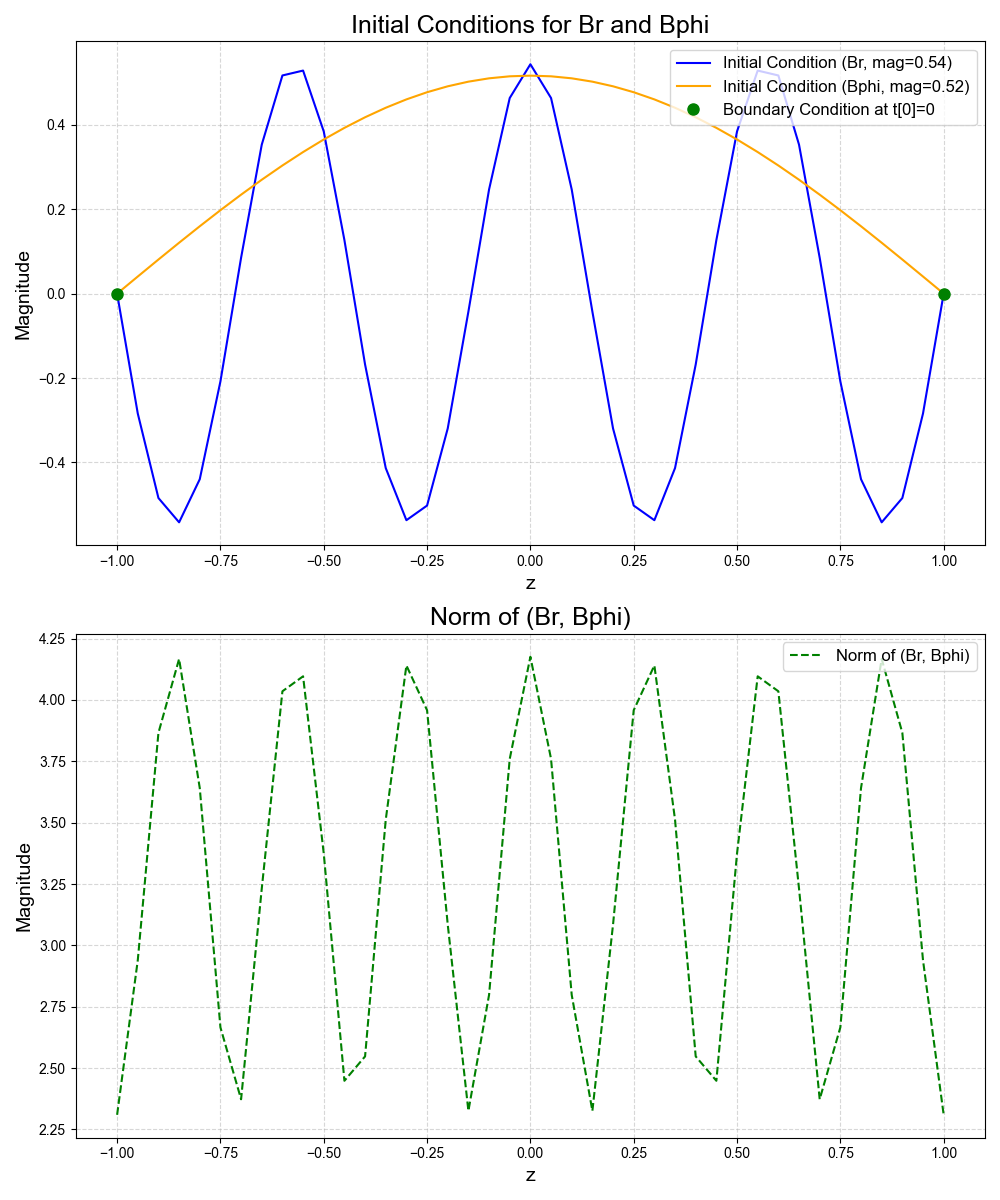 Initial Conditions for Br and Bphi
Initial Condition (Br, mag=0.54)
Initial Condition (Bphi, mag=0.52)
Boundary Condition at t[0]=0
Magnitude
0.4
0.2
0.0
−0.2
−0.4
−1.00 −0.75 −0.50 −0.25 0.00 0.25 0.50 0.75 1.00
z
Norm of (Br, Bphi)
Norm of (Br, Bphi)
Magnitude
4.25
4.00
3.75
3.50
3.25
3.00
2.75
2.50
2.25
−1.00 −0.75 −0.50 −0.25 0.00 0.25 0.50 0.75 1.00
z